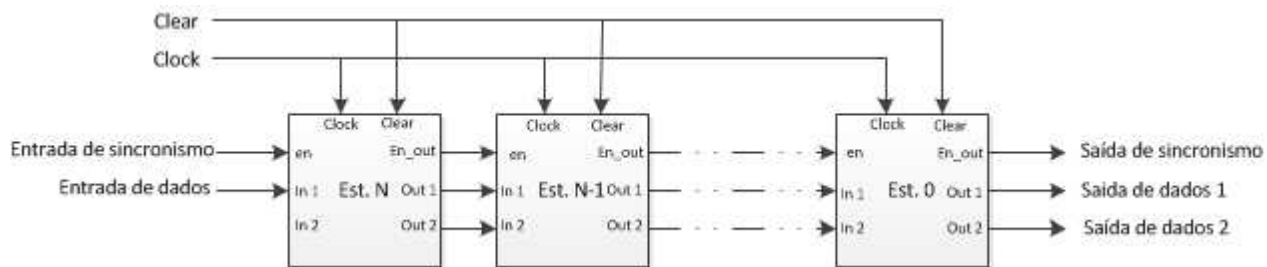 Clear
Clock
Clock Clear Clock Clear Clock Clear
Entrada de sincronismo en En_out en En_out en En_out Saída de sincronismo
Entrada de dados In 1 Est. N Out 1 In 1 Est. N-1 Out 1 In 1 Est. 0 Out 1 Saida de dados 1
In 2 Out 2 In 2 Out 2 In 2 Out 2 Saída de dados 2